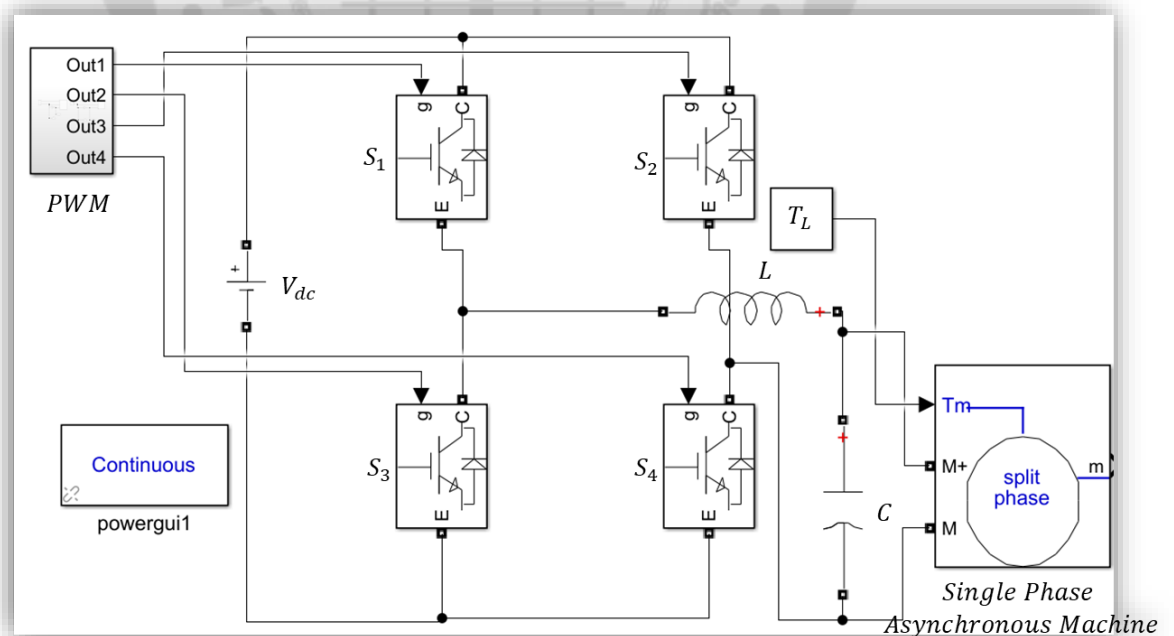 Out1
Out2
Out3
Out4
PWM
g
C
S1
E
g
C
S2
E
TL
L
+
Vdc
+
g
C
S3
E
g
C
S4
E
+
C
Continuous
powergui1
Tm
M+
M
m
split
phase
Single Phase
Asynchronous Machine